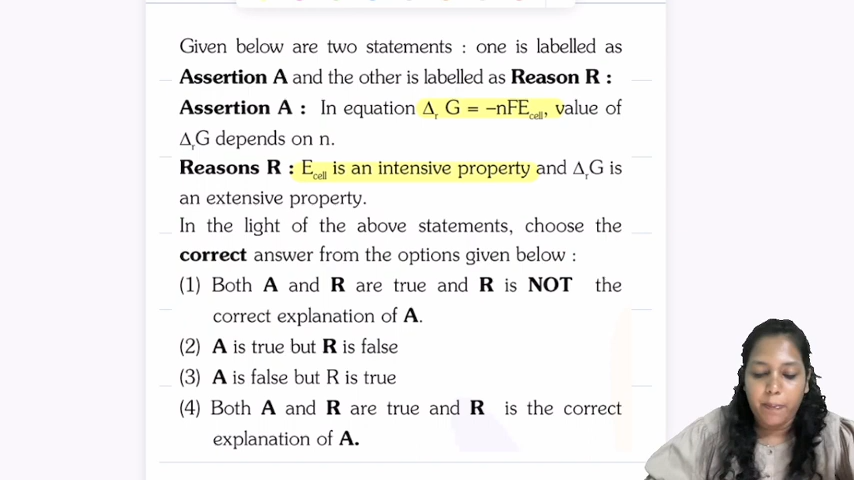 Given below are two statements : one is labelled as
Assertion A and the other is labelled as Reason R :
Assertion A : In equation Δᵣ G = −nFE꜀ₑₗₗ, value of
ΔᵣG depends on n.
Reasons R : E꜀ₑₗₗ is an intensive property and ΔᵣG is
an extensive property.
In the light of the above statements, choose the
correct answer from the options given below :
(1) Both A and R are true and R is NOT the
correct explanation of A.
(2) A is true but R is false
(3) A is false but R is true
(4) Both A and R are true and R is the correct
explanation of A.